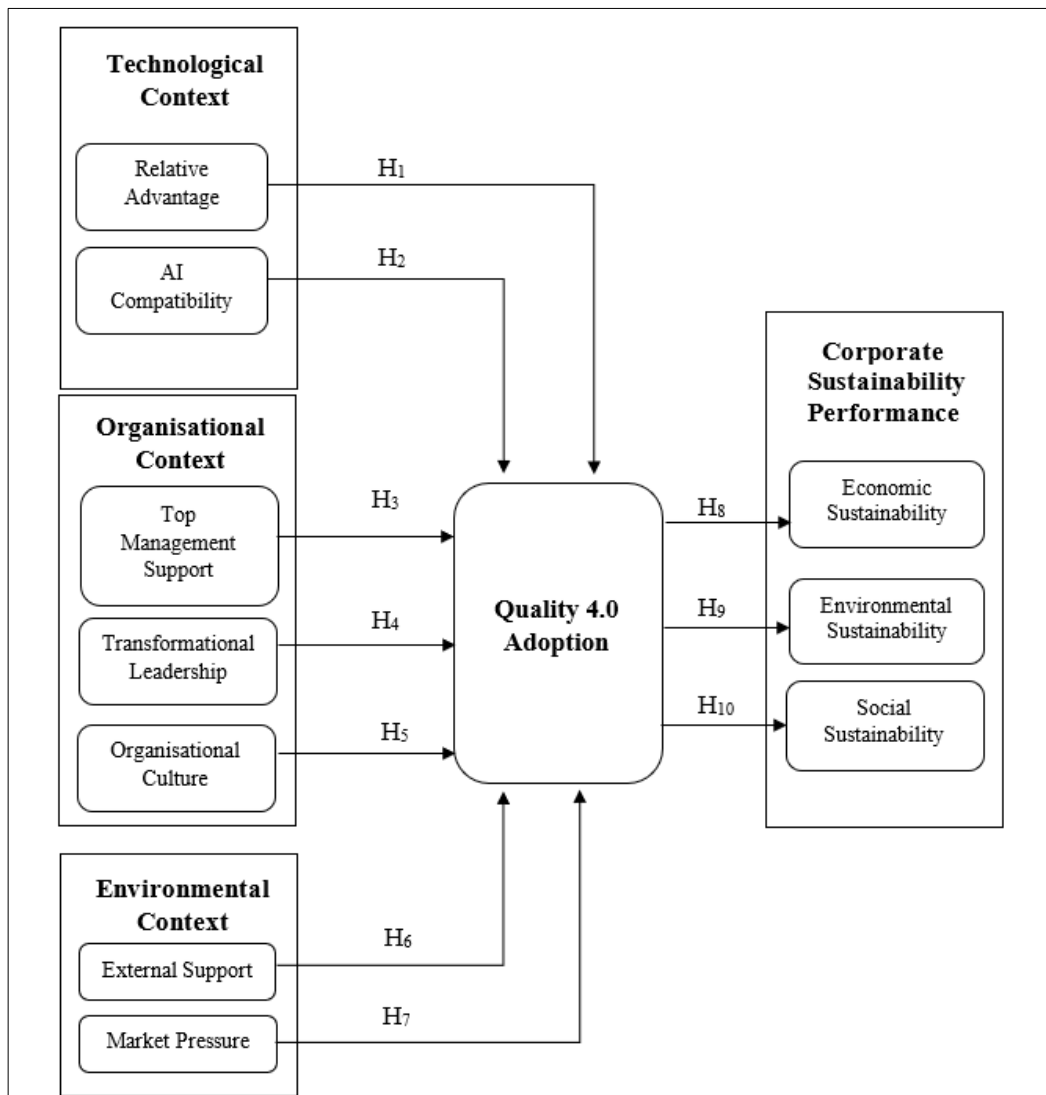 Technological
Context
Relative
Advantage
H₁
AI
Compatibility
H₂
Organisational
Context
Top
Management
Support
H₃
Transformational
Leadership
H₄
Organisational
Culture
H₅
Environmental
Context
External Support
H₆
Market Pressure
H₇
Quality 4.0
Adoption
H₈
H₉
H₁₀
Corporate
Sustainability
Performance
Economic
Sustainability
Environmental
Sustainability
Social
Sustainability